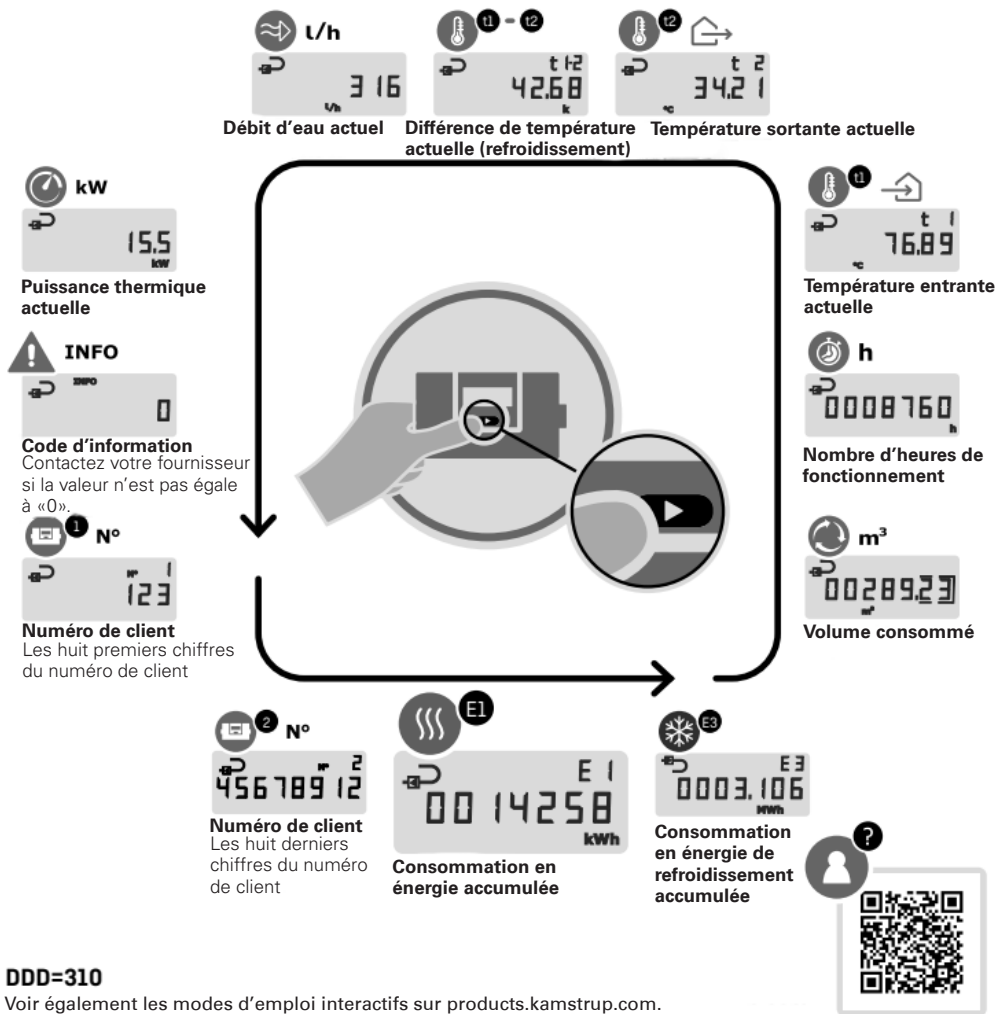 l/h
t1 - t2
t2
316
l/h
t 1-2
42.68
k
t 2
34.21
°C
Débit d'eau actuel
Différence de température
actuelle (refroidissement)
Température sortante actuelle
kW
15.5
kW
Puissance thermique
actuelle
t1
t 1
76.89
°C
Température entrante
actuelle
INFO
INFO
0
Code d'information
Contactez votre fournisseur
si la valeur n'est pas égale
à «0».
h
0008760
h
Nombre d'heures de
fonctionnement
1 N°
N° 1
123
Numéro de client
Les huit premiers chiffres
du numéro de client
m³
00289.23
m³
Volume consommé
2 N°
N° 2
45678912
Numéro de client
Les huit derniers
chiffres du numéro
de client
E1
E 1
0014258
kWh
Consommation en
énergie accumulée
E3
E3
0003.106
MWh
Consommation
en énergie de
refroidissement
accumulée
?
DDD=310
Voir également les modes d'emploi interactifs sur products.kamstrup.com.